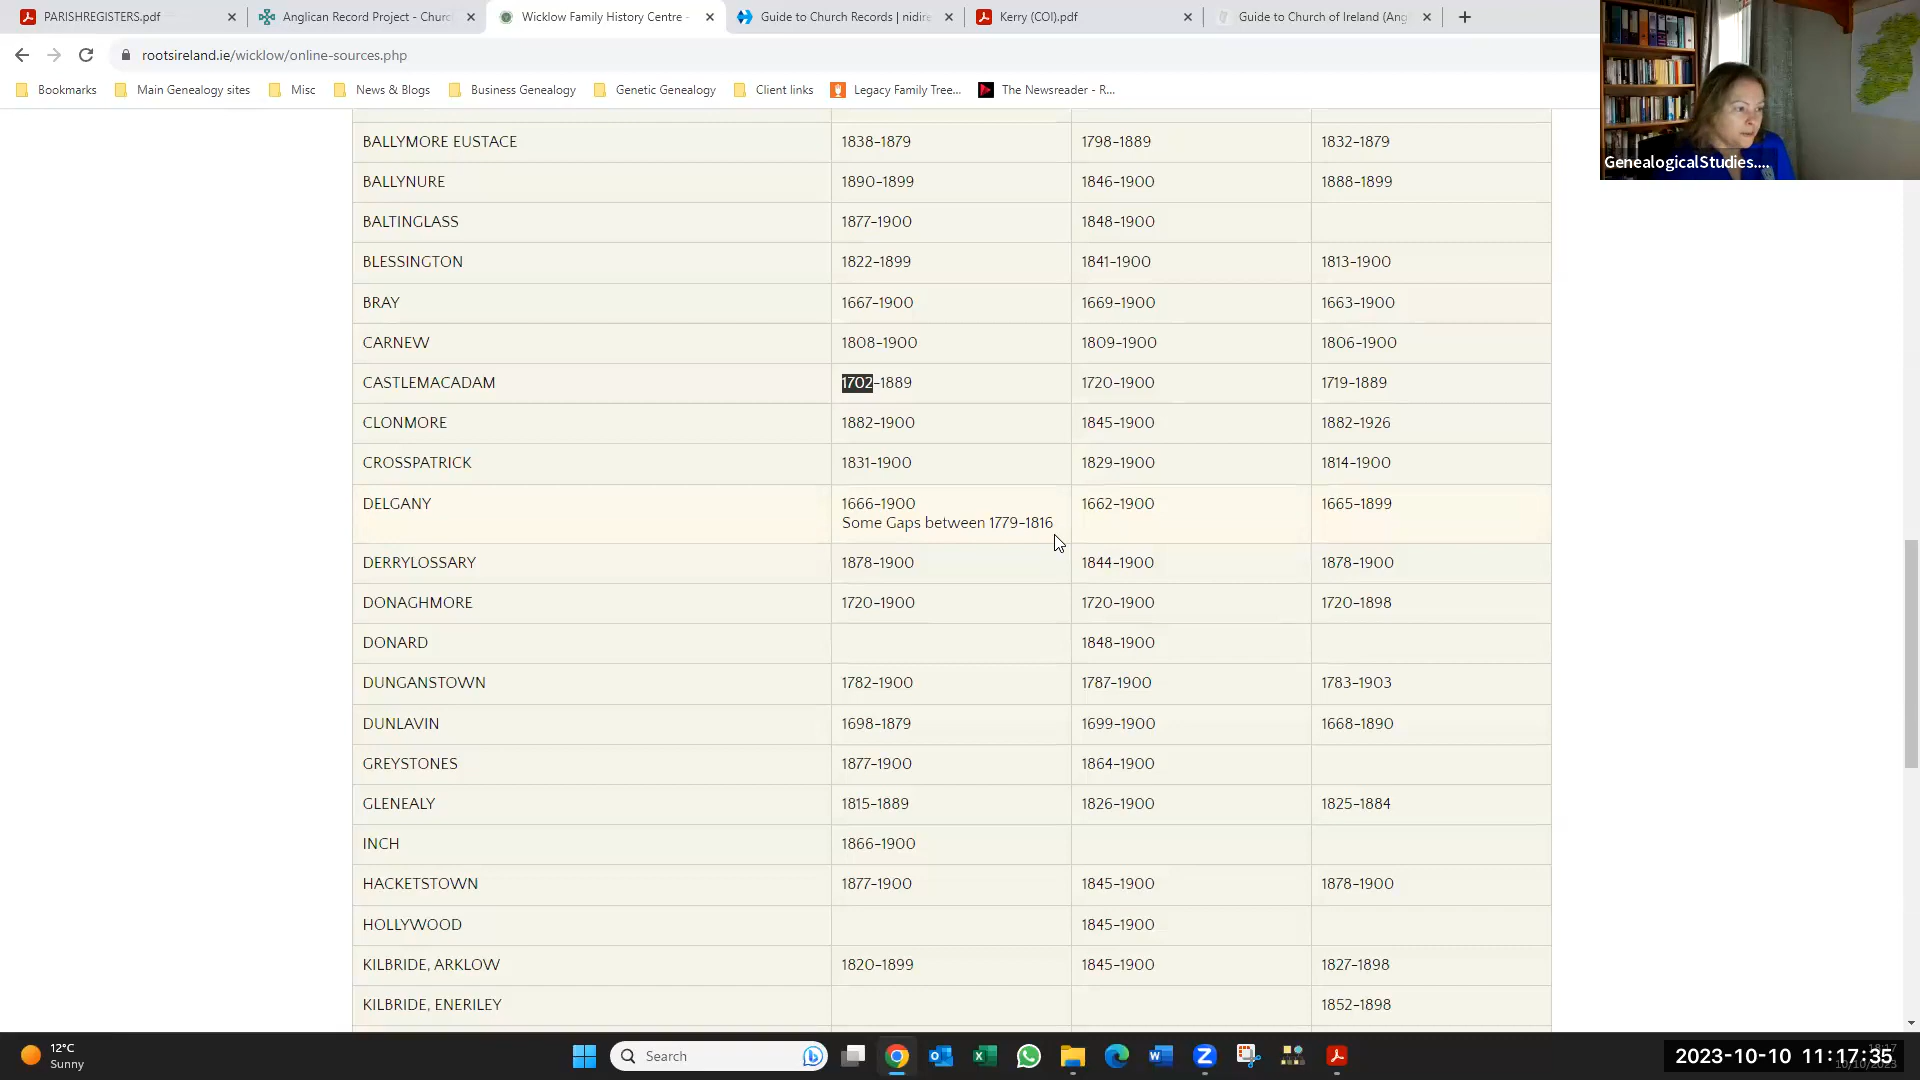 PARISHREGISTERS.pdf
Anglican Record Project - Churc
Wicklow Family History Centre -
Guide to Church Records | nidire
Kerry (COI).pdf
Guide to Church of Ireland (Ang
rootsireland.ie/wicklow/online-sources.php
Bookmarks
Main Genealogy sites
Misc
News & Blogs
Business Genealogy
Genetic Genealogy
Client links
Legacy Family Tree...
The Newsreader - R...
GenealogicalStudies....
BALLYMORE EUSTACE 1838-1879 1798-1889 1832-1879
BALLYNURE 1890-1899 1846-1900 1888-1899
BALTINGLASS 1877-1900 1848-1900
BLESSINGTON 1822-1899 1841-1900 1813-1900
BRAY 1667-1900 1669-1900 1663-1900
CARNEW 1808-1900 1809-1900 1806-1900
CASTLEMACADAM 1702-1889 1720-1900 1719-1889
CLONMORE 1882-1900 1845-1900 1882-1926
CROSSPATRICK 1831-1900 1829-1900 1814-1900
DELGANY 1666-1900 1662-1900 1665-1899
Some Gaps between 1779-1816
DERRYLOSSARY 1878-1900 1844-1900 1878-1900
DONAGHMORE 1720-1900 1720-1900 1720-1898
DONARD 1848-1900
DUNGANSTOWN 1782-1900 1787-1900 1783-1903
DUNLAVIN 1698-1879 1699-1900 1668-1890
GREYSTONES 1877-1900 1864-1900
GLENEALY 1815-1889 1826-1900 1825-1884
INCH 1866-1900
HACKETSTOWN 1877-1900 1845-1900 1878-1900
HOLLYWOOD 1845-1900
KILBRIDE, ARKLOW 1820-1899 1845-1900 1827-1898
KILBRIDE, ENERILEY 1852-1898
12°C
Sunny
Search
2023-10-10 11:17:35